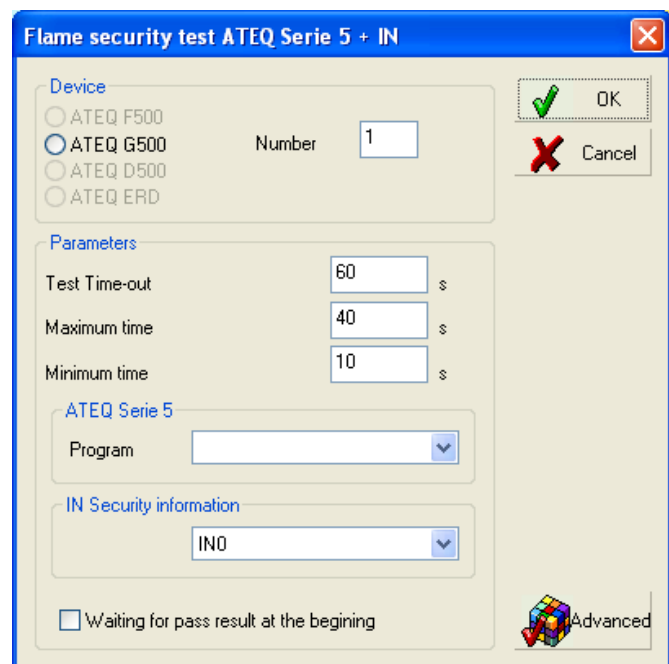 Flame security test ATEQ Serie 5 + IN
Device
ATEQ F500
ATEQ G500
ATEQ D500
ATEQ ERD
Number 1
OK
Cancel
Parameters
Test Time-out 60 s
Maximum time 40 s
Minimum time 10 s
ATEQ Serie 5
Program
IN Security information
IN0
Waiting for pass result at the begining
Advanced